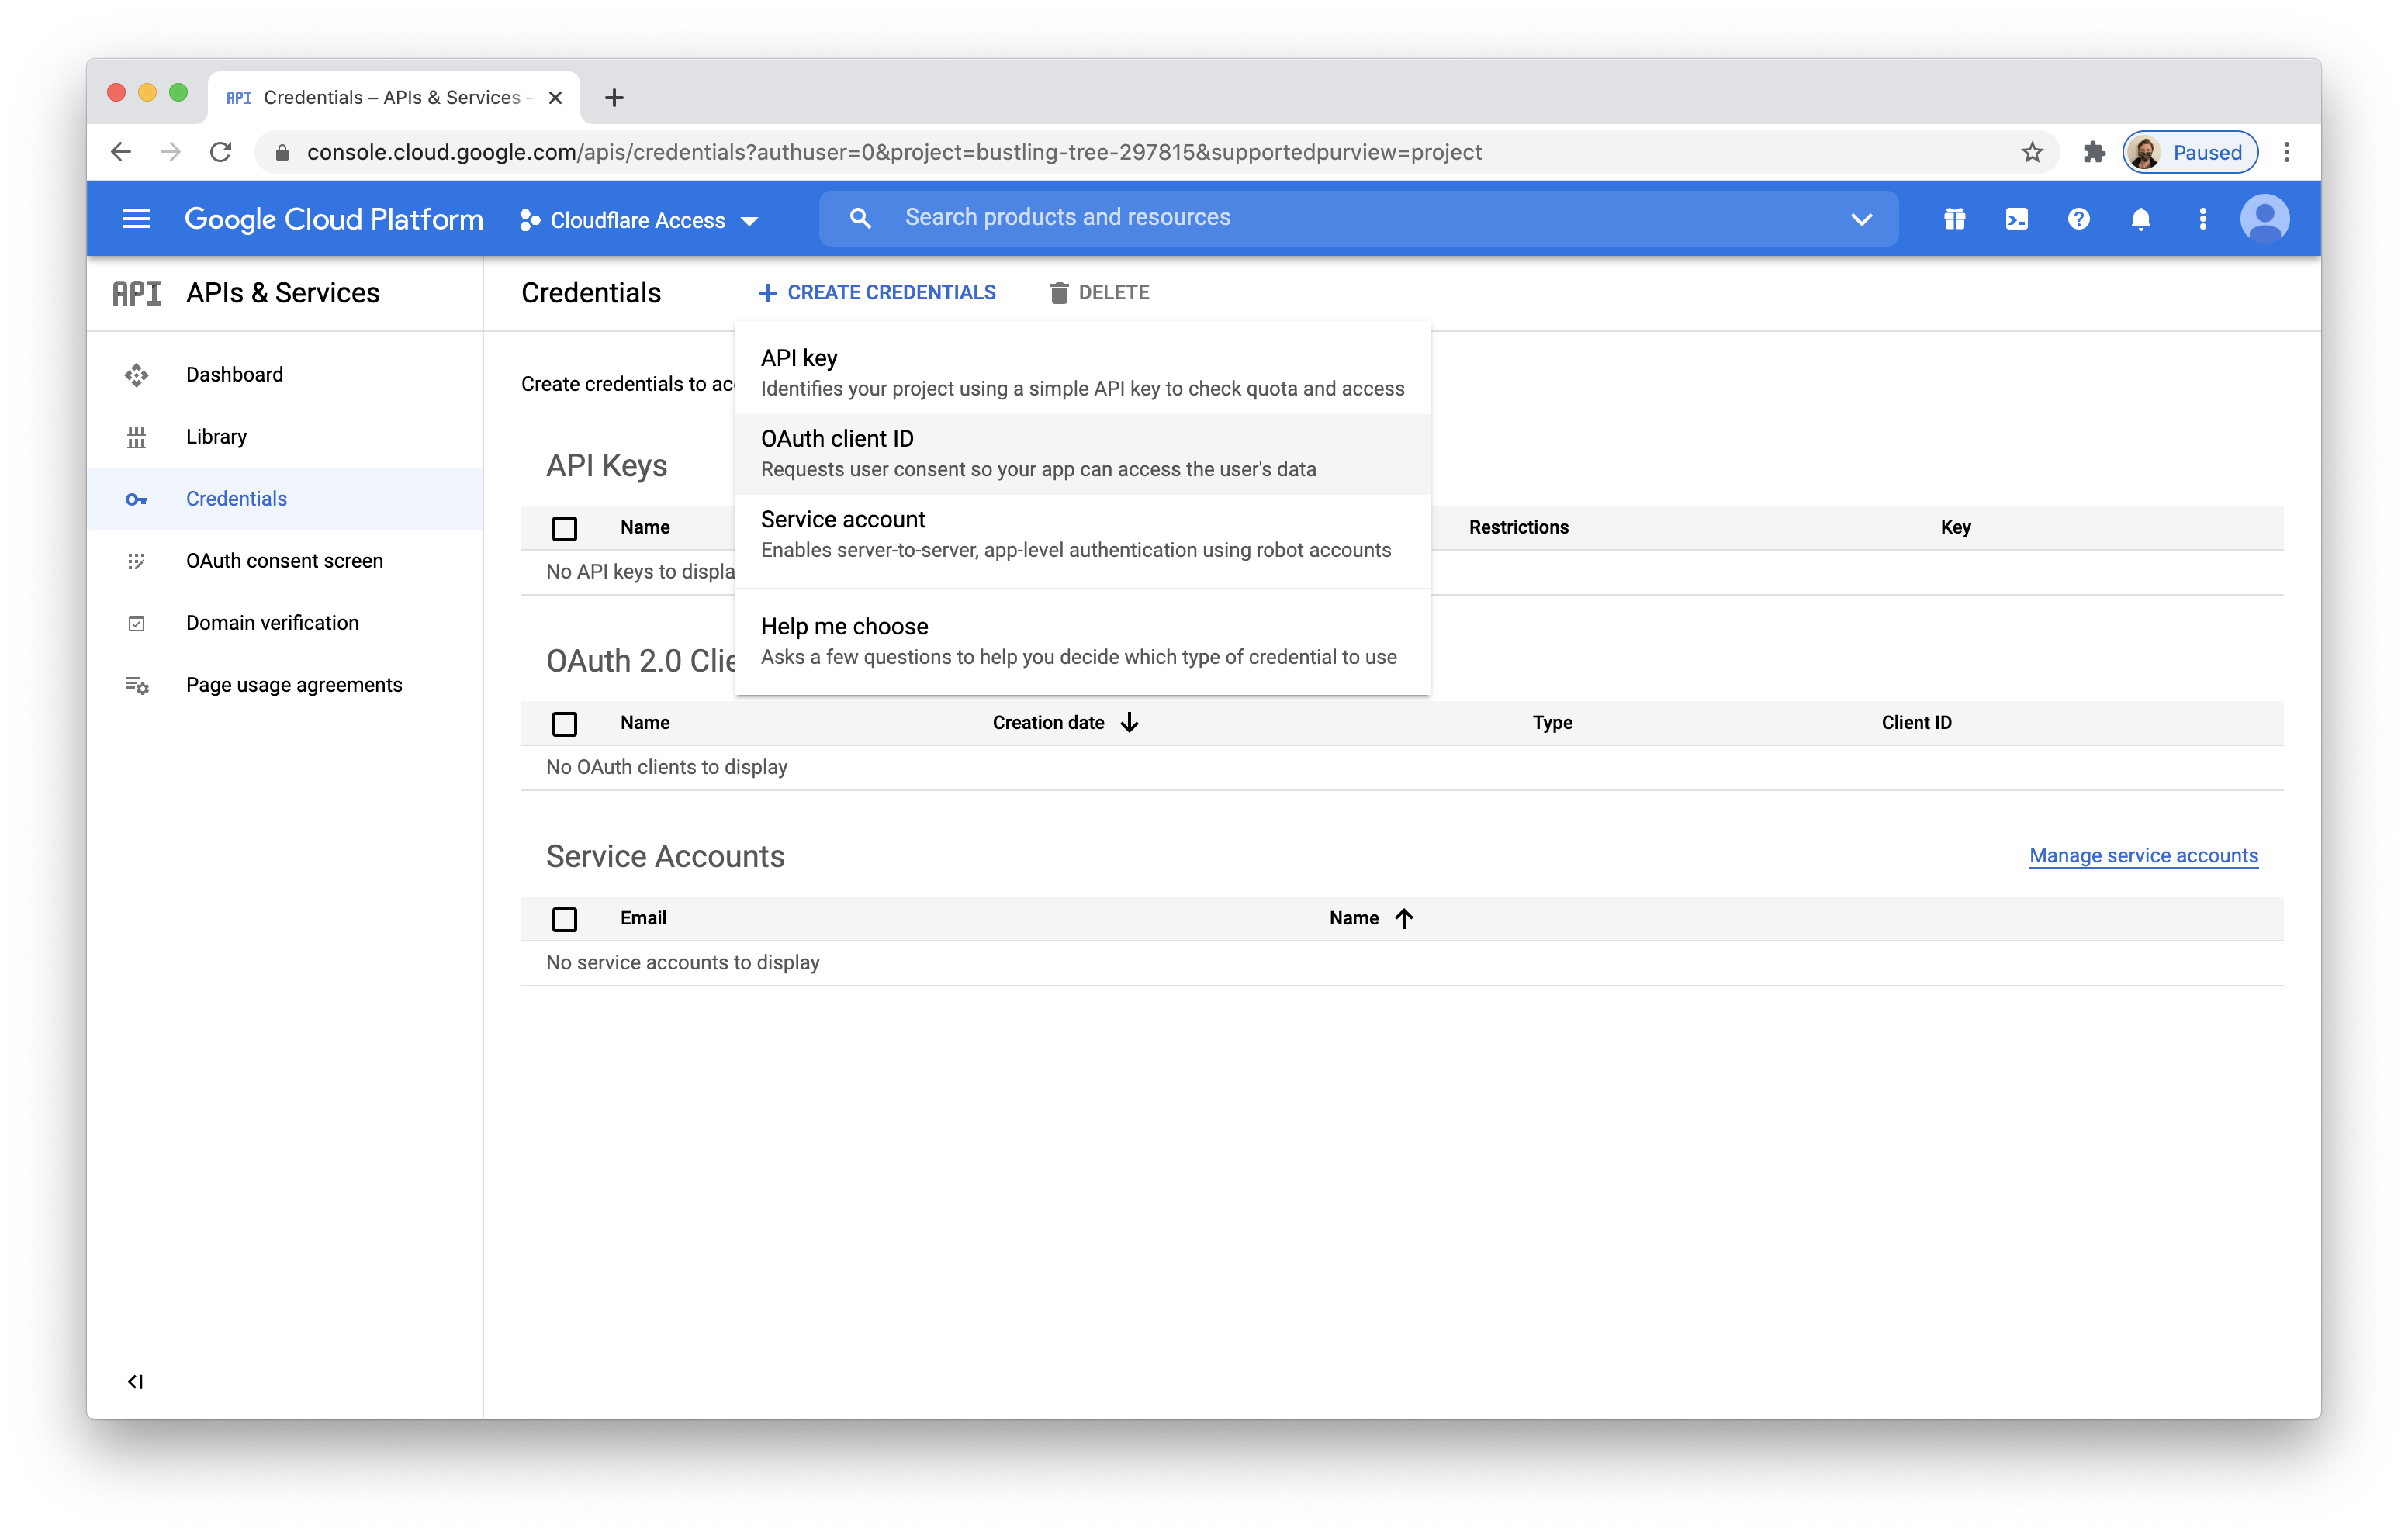 API Credentials – APIs & Services –
console.cloud.google.com/apis/credentials?authuser=0&project=bustling-tree-297815&supportedpurview=project
Paused
Google Cloud Platform
Cloudflare Access
Search products and resources
API APIs & Services
Credentials
CREATE CREDENTIALS
DELETE
Dashboard
Library
Credentials
OAuth consent screen
Domain verification
Page usage agreements
Create credentials to
API key
Identifies your project using a simple API key to check quota and access
OAuth client ID
Requests user consent so your app can access the user's data
Service account
Enables server-to-server, app-level authentication using robot accounts
Help me choose
Asks a few questions to help you decide which type of credential to use
API Keys
Name
Restrictions
Key
No API keys to displa
OAuth 2.0 Clie
Name
Creation date
Type
Client ID
No OAuth clients to display
Service Accounts
Manage service accounts
Email
Name
No service accounts to display